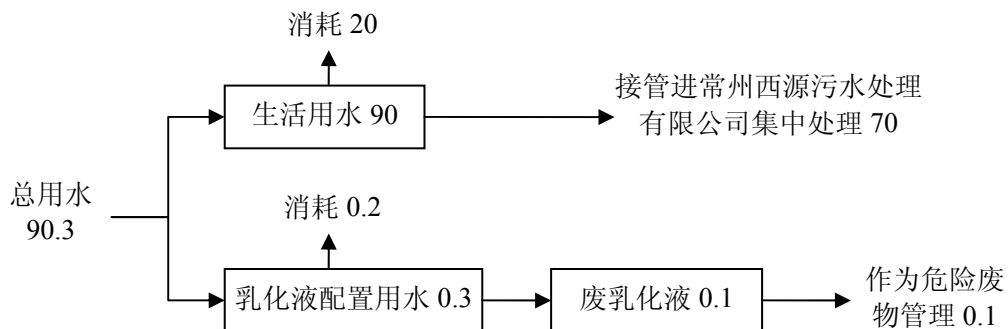 消耗 20
生活用水 90
接管进常州西源污水处理
有限公司集中处理 70
总用水
90.3
消耗 0.2
乳化液配置用水 0.3
废乳化液 0.1
作为危险废
物管理 0.1